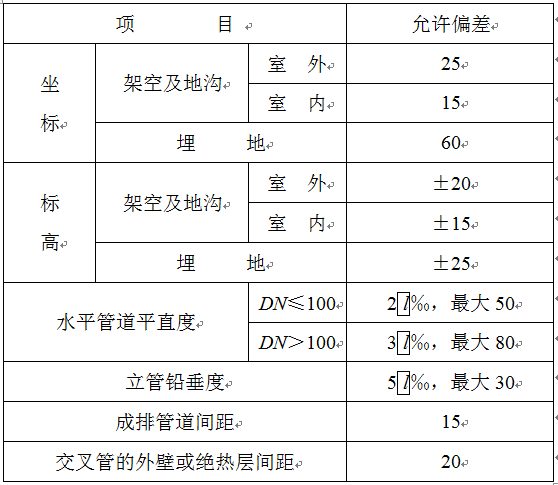 项 目 允许偏差
坐标 架空及地沟 室 外 25
室 内 15
埋 地 60
标高 架空及地沟 室 外 ±20
室 内 ±15
埋 地 ±25
水平管道平直度 DN≤100 2l‰，最大 50
DN＞100 3l‰，最大 80
立管铅垂度 5l‰，最大 30
成排管道间距 15
交叉管的外壁或绝热层间距 20